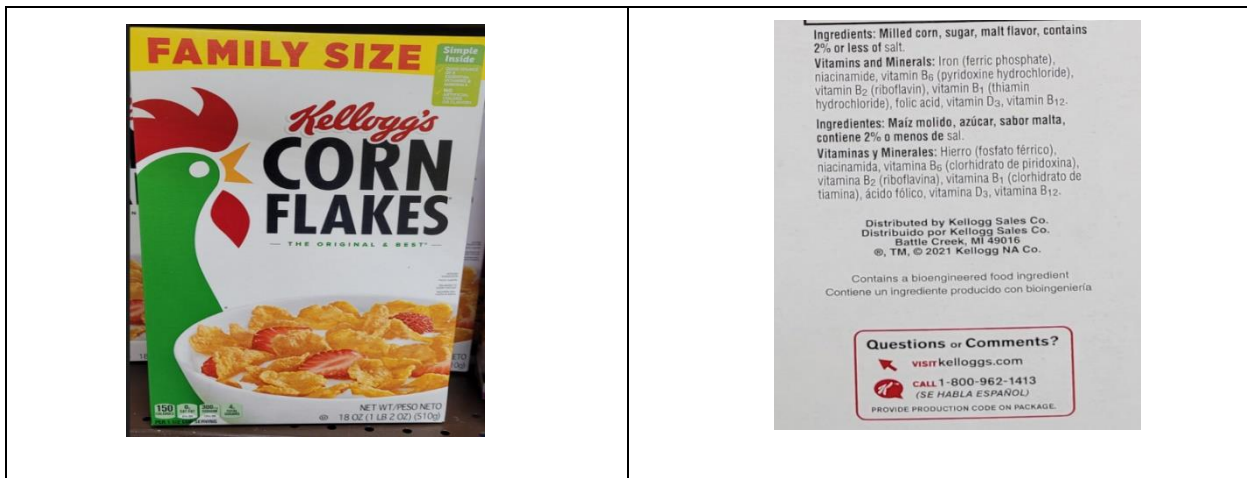 FAMILY SIZE
Simple
Inside
Kellogg's
CORN
FLAKES
THE ORIGINAL & BEST
150
NET WT/PESO NETO
18 OZ (1 LB 2 OZ) (510g)
Ingredients: Milled corn, sugar, malt flavor, contains
2% or less of salt.
Vitamins and Minerals: Iron (ferric phosphate),
niacinamide, vitamin B6 (pyridoxine hydrochloride),
vitamin B2 (riboflavin), vitamin B1 (thiamin
hydrochloride), folic acid, vitamin D3, vitamin B12.
Ingredientes: Maíz molido, azúcar, sabor malta,
contiene 2% o menos de sal.
Vitaminas y Minerales: Hierro (fosfato férrico),
niacinamida, vitamina B6 (clorhidrato de piridoxina),
vitamina B2 (riboflavina), vitamina B1 (clorhidrato de
tiamina), ácido fólico, vitamina D3, vitamina B12.
Distributed by Kellogg Sales Co.
Distribuido por Kellogg Sales Co.
Battle Creek, MI 49016
®, TM, © 2021 Kellogg NA Co.
Contains a bioengineered food ingredient
Contiene un ingrediente producido con bioingeniería
Questions or Comments?
VISIT kelloggs.com
CALL 1-800-962-1413
(SE HABLA ESPAÑOL)
PROVIDE PRODUCTION CODE ON PACKAGE.